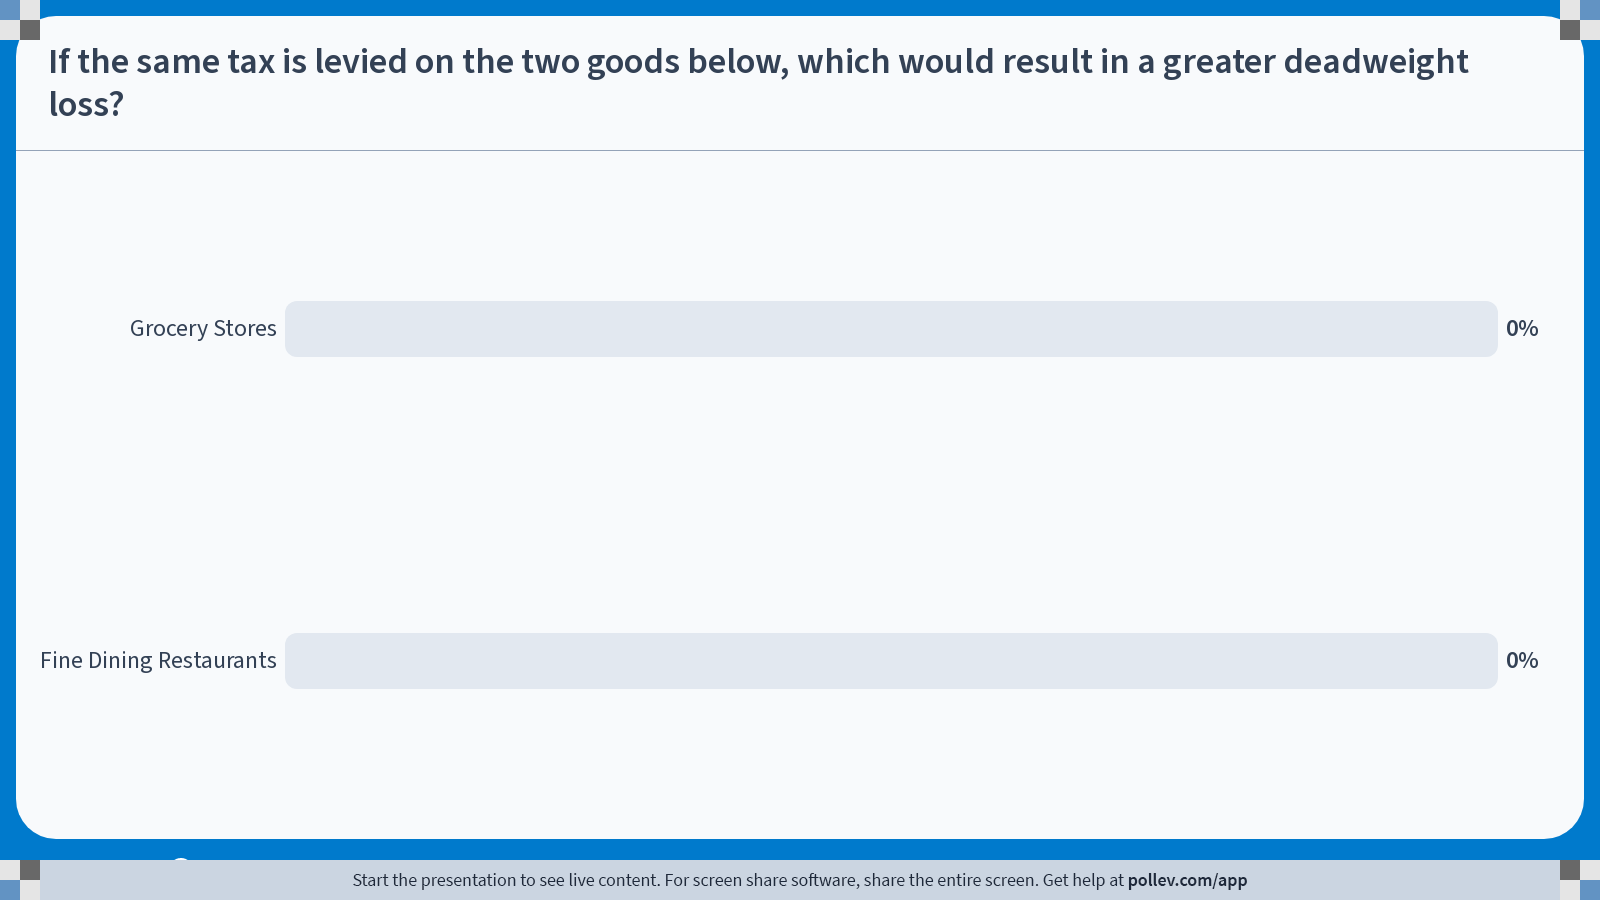 If the same tax is levied on the two goods below, which would result in a greater deadweight
loss?
Grocery Stores 0%
Fine Dining Restaurants 0%
Start the presentation to see live content. For screen share software, share the entire screen. Get help at pollev.com/app